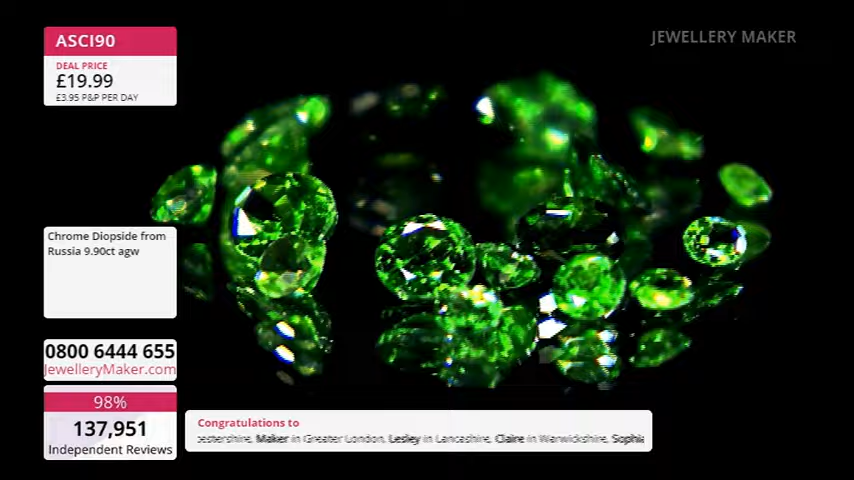 ASCI90
JEWELLERY MAKER
DEAL PRICE
£19.99
£3.95 P&P PER DAY
Chrome Diopside from
Russia 9.90ct agw
0800 6444 655
JewelleryMaker.com
98%
137,951
Independent Reviews
Congratulations to
cestershire, Maker in Greater London, Lesley in Lancashire, Claire in Warwickshire, Sophia